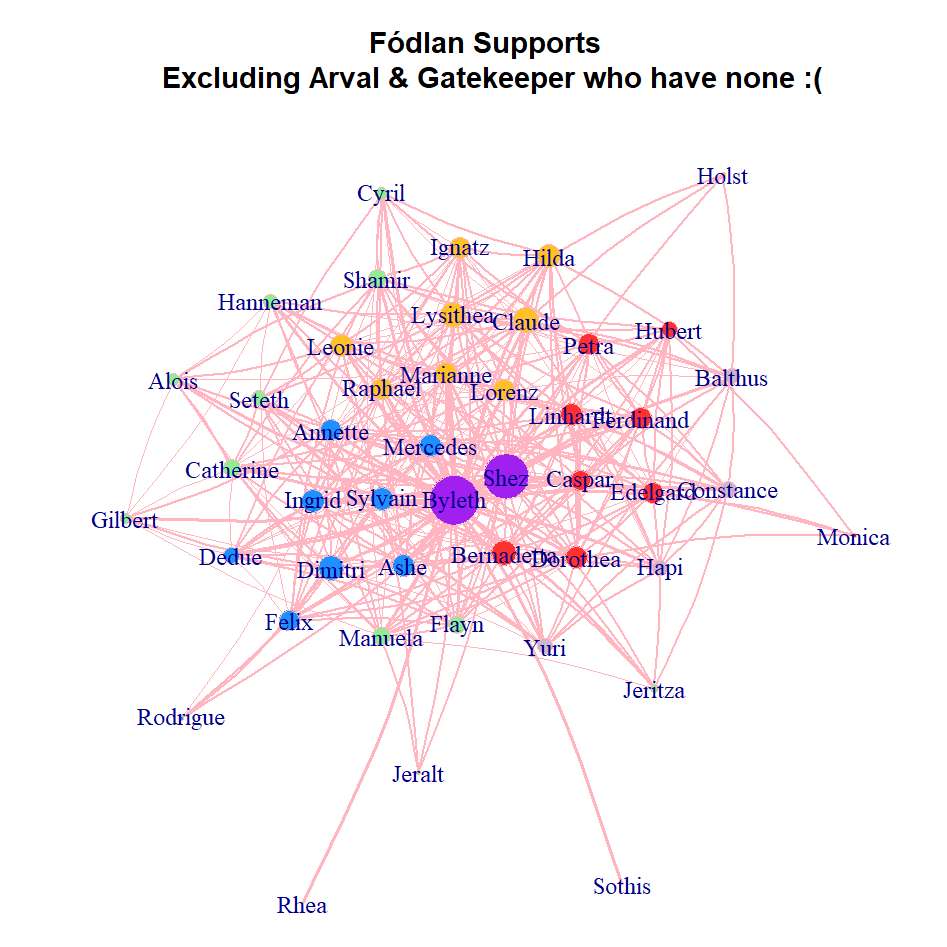 Fódlan Supports
Excluding Arval & Gatekeeper who have none :(
Holst
Cyril
Ignatz
Hilda
Shamir
Hanneman
Lysithea
Claude
Hubert
Leonie
Petra
Marianne
Balthus
Alois
Raphael
Lorenz
Seteth
Linhardt
Ferdinand
Annette
Mercedes
Catherine
Shez
Caspar
Edelgard
Constance
Ingrid
Sylvain
Byleth
Gilbert
Monica
Dedue
Bernadetta
Dorothea
Dimitri
Ashe
Hapi
Felix
Flayn
Manuela
Yuri
Jeritza
Rodrigue
Jeralt
Sothis
Rhea